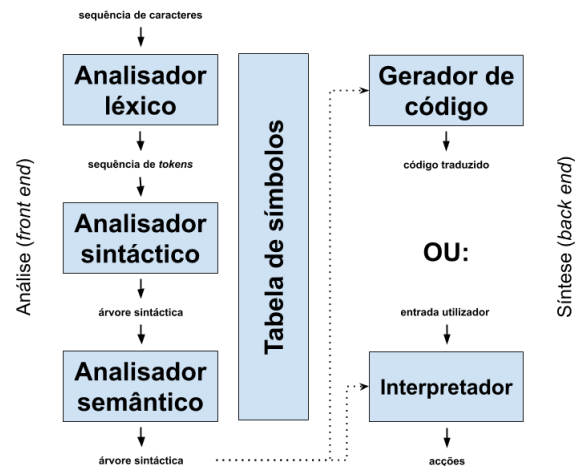 sequência de caracteres
Analisador
léxico
sequência de tokens
Analisador
sintáctico
árvore sintáctica
Analisador
semântico
árvore sintáctica
Análise (front end)
Tabela de símbolos
Gerador de
código
código traduzido
OU:
entrada utilizador
Interpretador
acções
Síntese (back end)